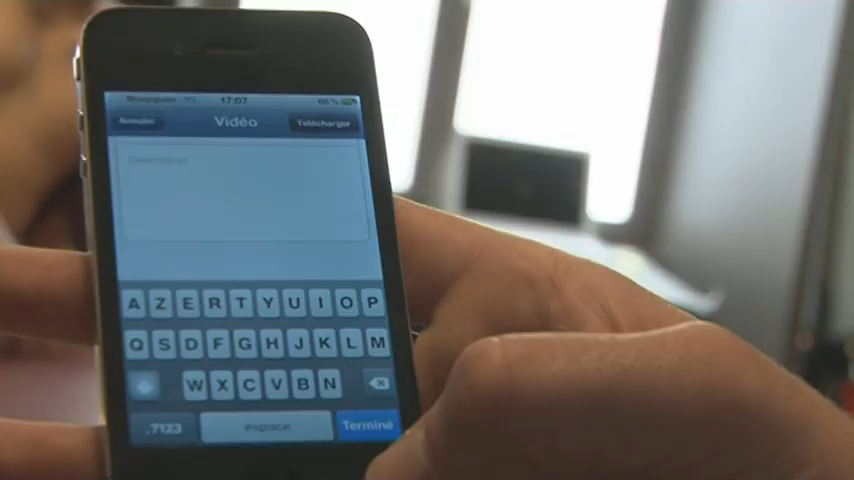 Bouygues 3G 17:07 66 %
Annuler Vidéo Télécharger
Description
A Z E R T Y U I O P
Q S D F G H J K L M
W X C V B N
.?123 espace Terminé